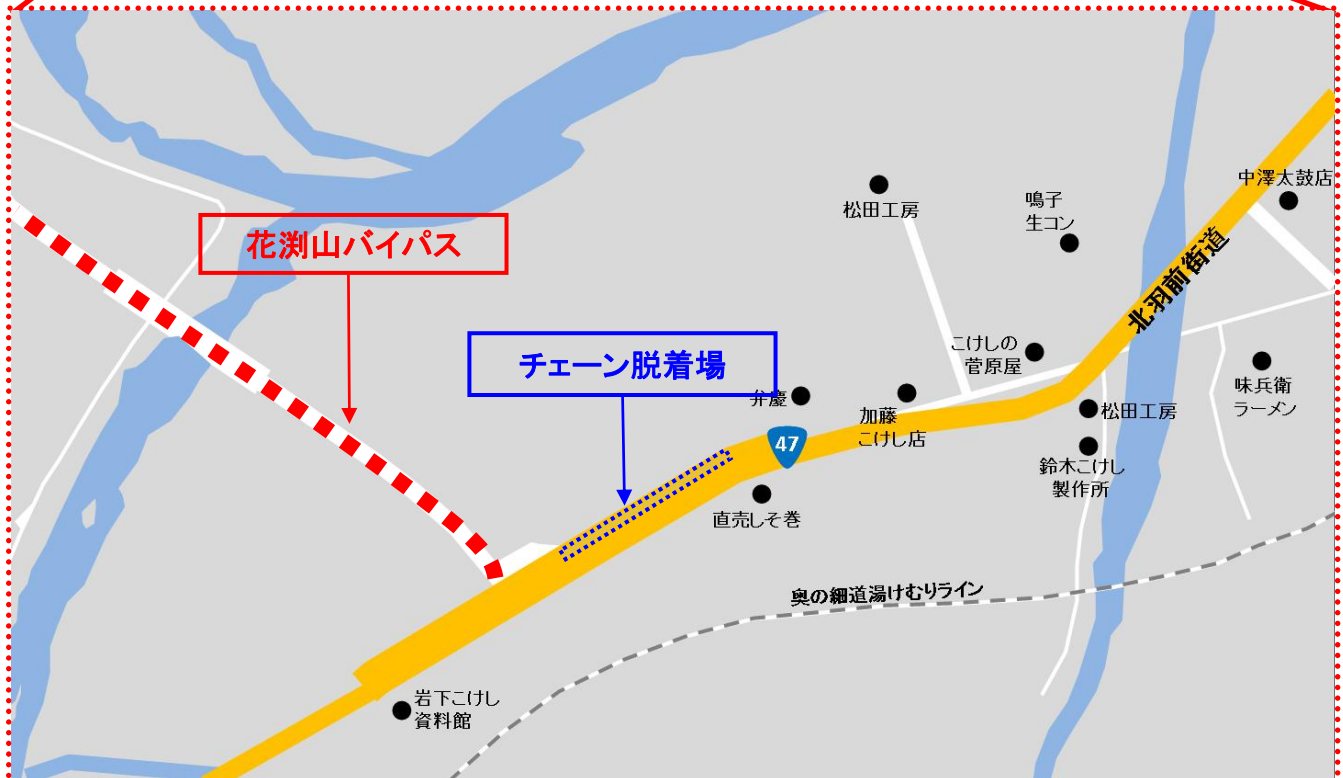 中澤太鼓店
松田工房
鳴子
生コン
花渕山バイパス
北羽前街道
こけしの
菅原屋
チェーン脱着場
味兵衛
ラーメン
弁慶
加藤
こけし店
松田工房
47
鈴木こけし
製作所
直売しそ巻
奥の細道湯けむりライン
岩下こけし
資料館